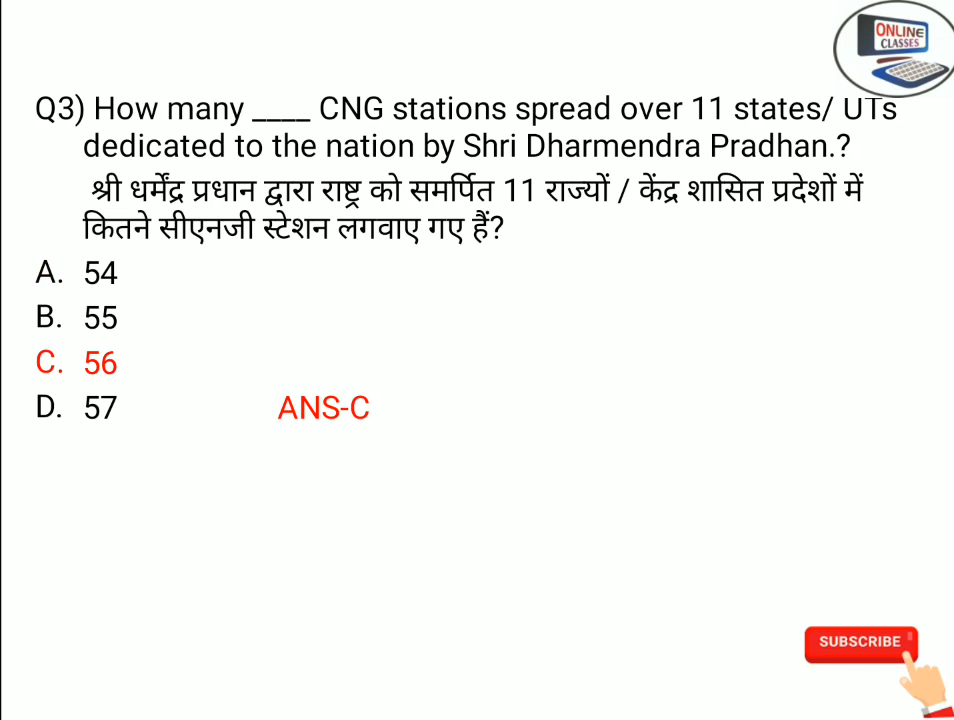 ONLINE
CLASSES
Q3) How many ____ CNG stations spread over 11 states/ UTs
dedicated to the nation by Shri Dharmendra Pradhan.?
श्री धर्मेंद्र प्रधान द्वारा राष्ट्र को समर्पित 11 राज्यों / केंद्र शासित प्रदेशों में
कितने सीएनजी स्टेशन लगवाए गए हैं?
A. 54
B. 55
C. 56
D. 57 ANS-C
SUBSCRIBE